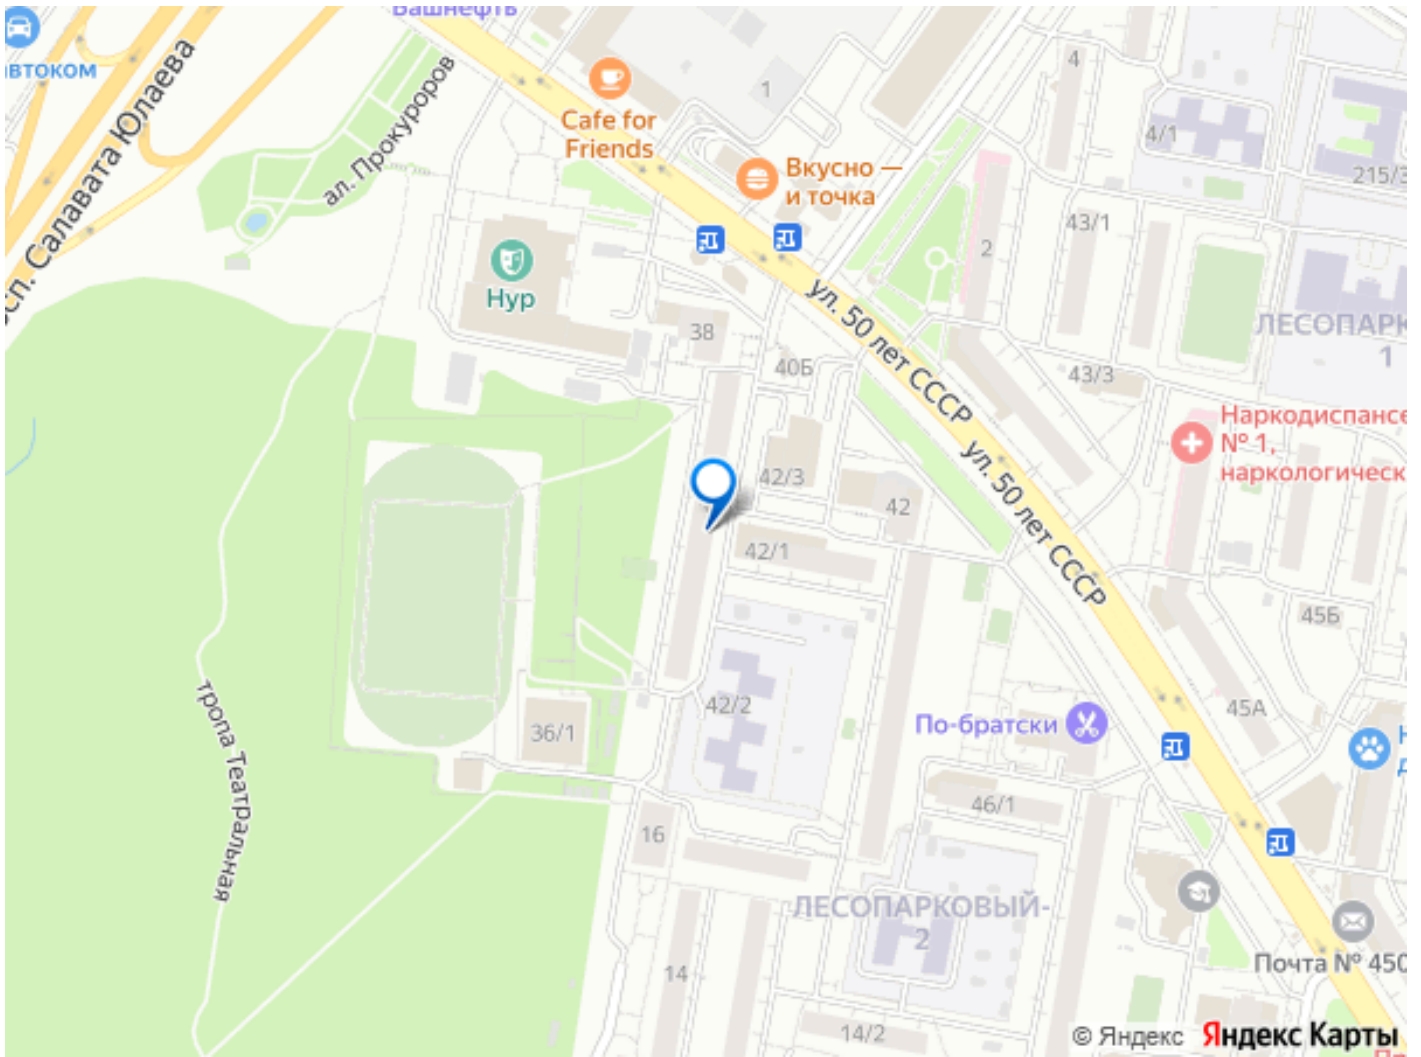 Башнефть
просп. Салавата Юлаева
ал. Прокуроров
Cafe for
Friends
1
4
4/1
215/3
Вкусно —
и точка
43/1
2
Нур
ул. 50 лет СССР
38
40Б
43/3
ЛЕСОПАРК
1
Наркодиспансе
№ 1,
наркологическ
42/3
42
ул. 50 лет СССР
42/1
45Б
42/2
45А
36/1
По-братски
тропа Театральная
46/1
16
ЛЕСОПАРКОВЫЙ-
2
14
Почта № 450
14/2
© Яндекс Яндекс Карты